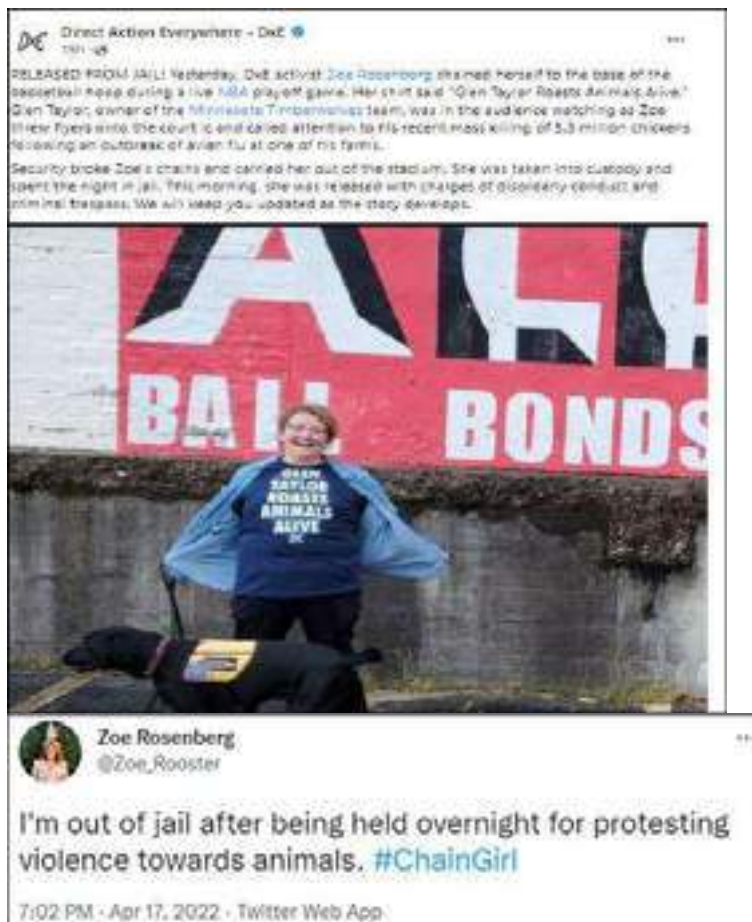 Direct Action Everywhere - DxE
RELEASED FROM JAIL! Yesterday, DxE activist Zoe Rosenberg chained herself to the base of the
basketball hoop during a live NBA playoff game. Her shirt said "Glen Taylor Roasts Animals Alive."
Glen Taylor, owner of the Minnesota Timberwolves team, was in the audience watching as Zoe
threw flyers onto the court and called attention to his recent mass killing of 5.3 million chickens
following an outbreak of avian flu at one of his farms.
Security broke Zoe's chains and carried her out of the stadium. She was taken into custody and
spent the night in jail. This morning, she was released with charges of disorderly conduct and
criminal trespass. We will keep you updated as the story develops.
BAIL BONDS
GLEN
TAYLOR
ROASTS
ANIMALS
ALIVE
Zoe Rosenberg
@Zoe_Rooster
I'm out of jail after being held overnight for protesting
violence towards animals. #ChainGirl
7:02 PM · Apr 17, 2022 · Twitter Web App